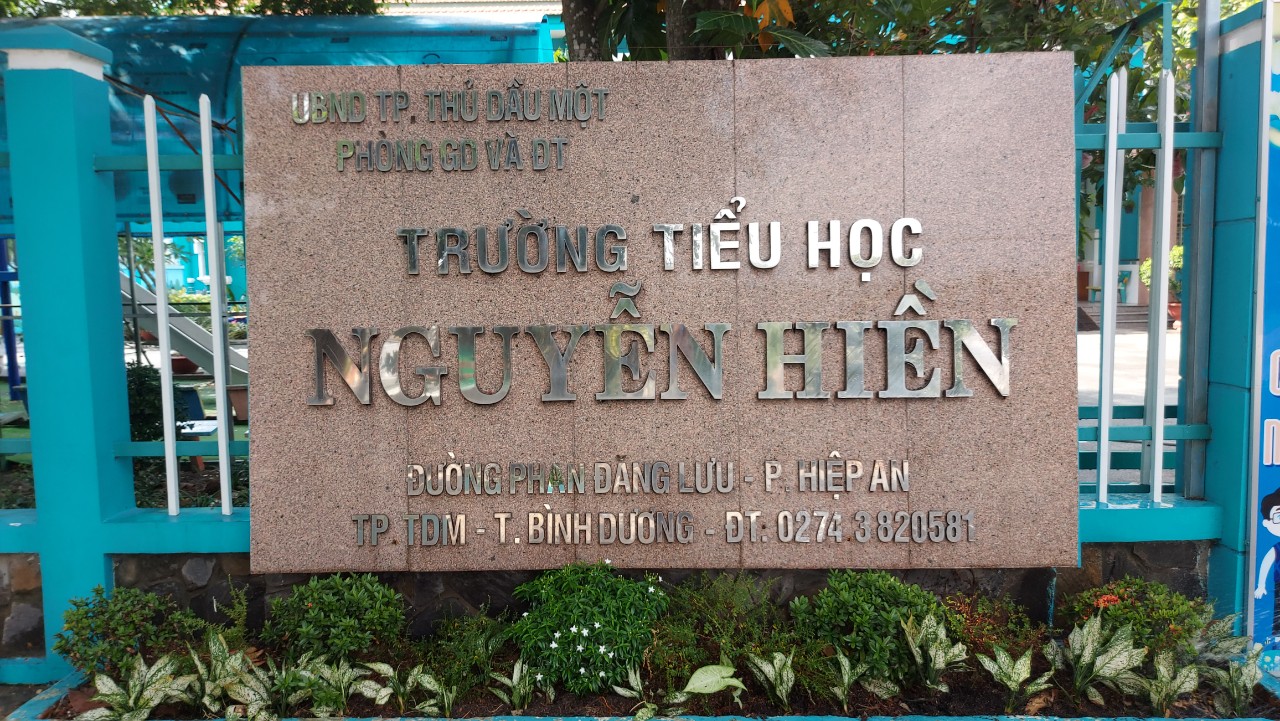 UBND TP. THỦ DẦU MỘT
PHÒNG GD VÀ ĐT
TRƯỜNG TIỂU HỌC
NGUYỄN HIỀN
ĐƯỜNG PHAN ĐĂNG LƯU - P. HIỆP AN
TP. TDM - T. BÌNH DƯƠNG - ĐT: 0274.3 820581